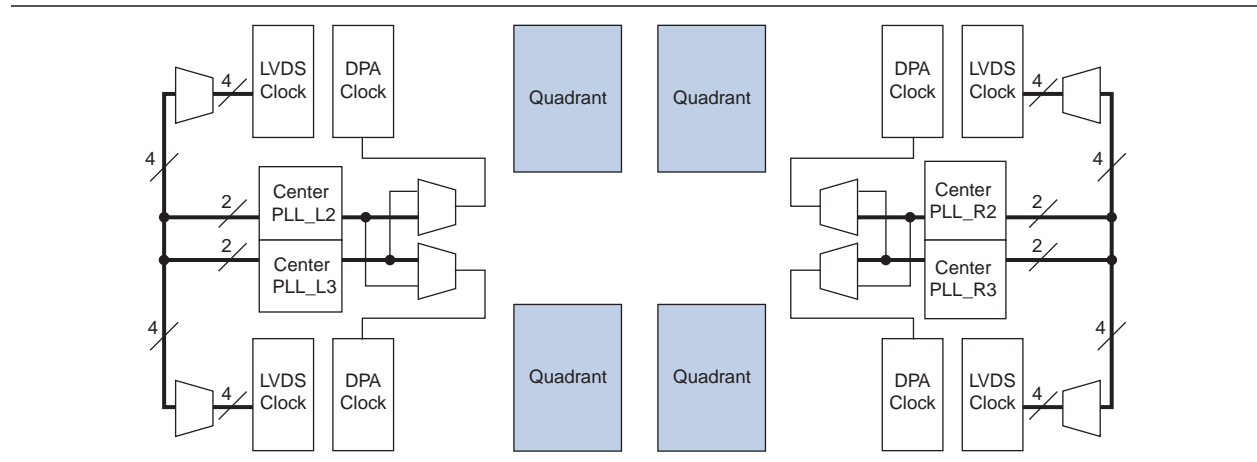 LVDS
Clock
DPA
Clock
Quadrant
Quadrant
DPA
Clock
LVDS
Clock
4
4
4
4
Center
PLL_L2
2
Center
PLL_R2
2
Center
PLL_L3
2
Center
PLL_R3
2
4
4
LVDS
Clock
4
DPA
Clock
Quadrant
Quadrant
DPA
Clock
LVDS
Clock
4